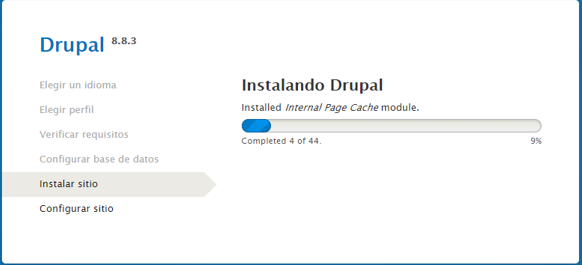 Drupal 8.8.3
Elegir un idioma
Elegir perfil
Verificar requisitos
Configurar base de datos
Instalar sitio
Configurar sitio
Instalando Drupal
Installed Internal Page Cache module.
Completed 4 of 44. 9%